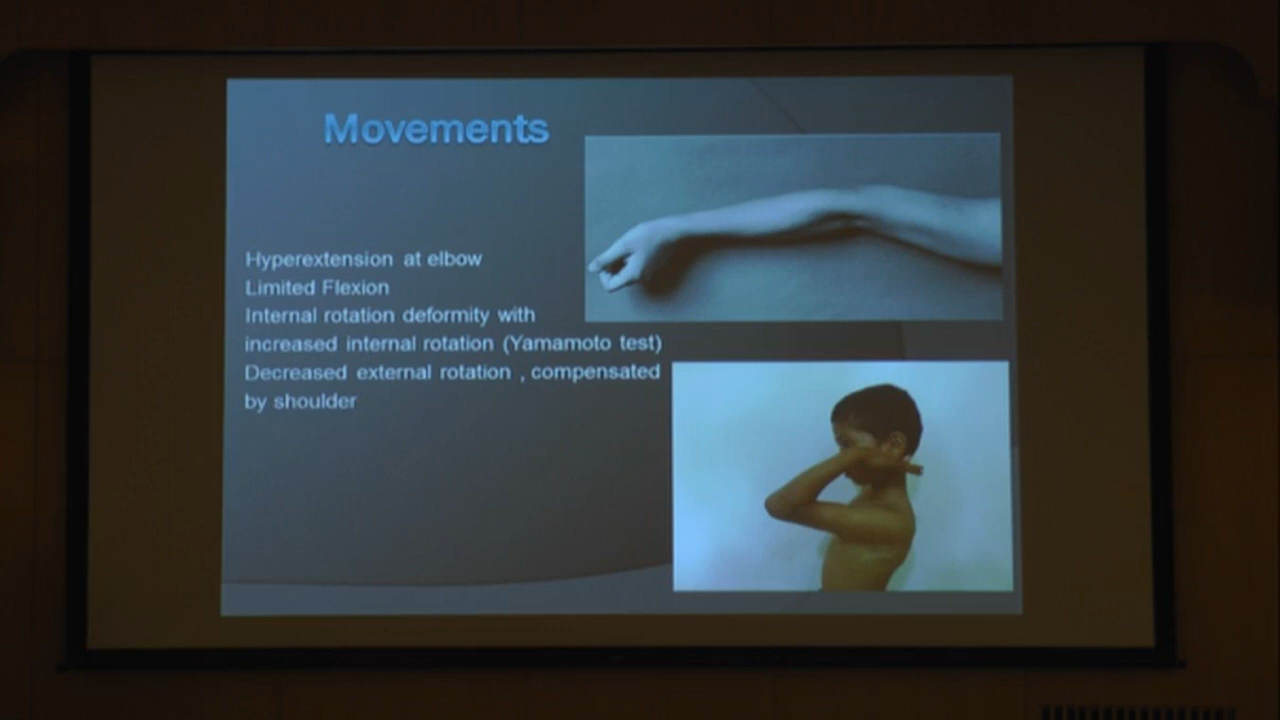 Movements
Hyperextension at elbow
Limited Flexion
Internal rotation deformity with
increased internal rotation (Yamamoto test)
Decreased external rotation , compensated
by shoulder